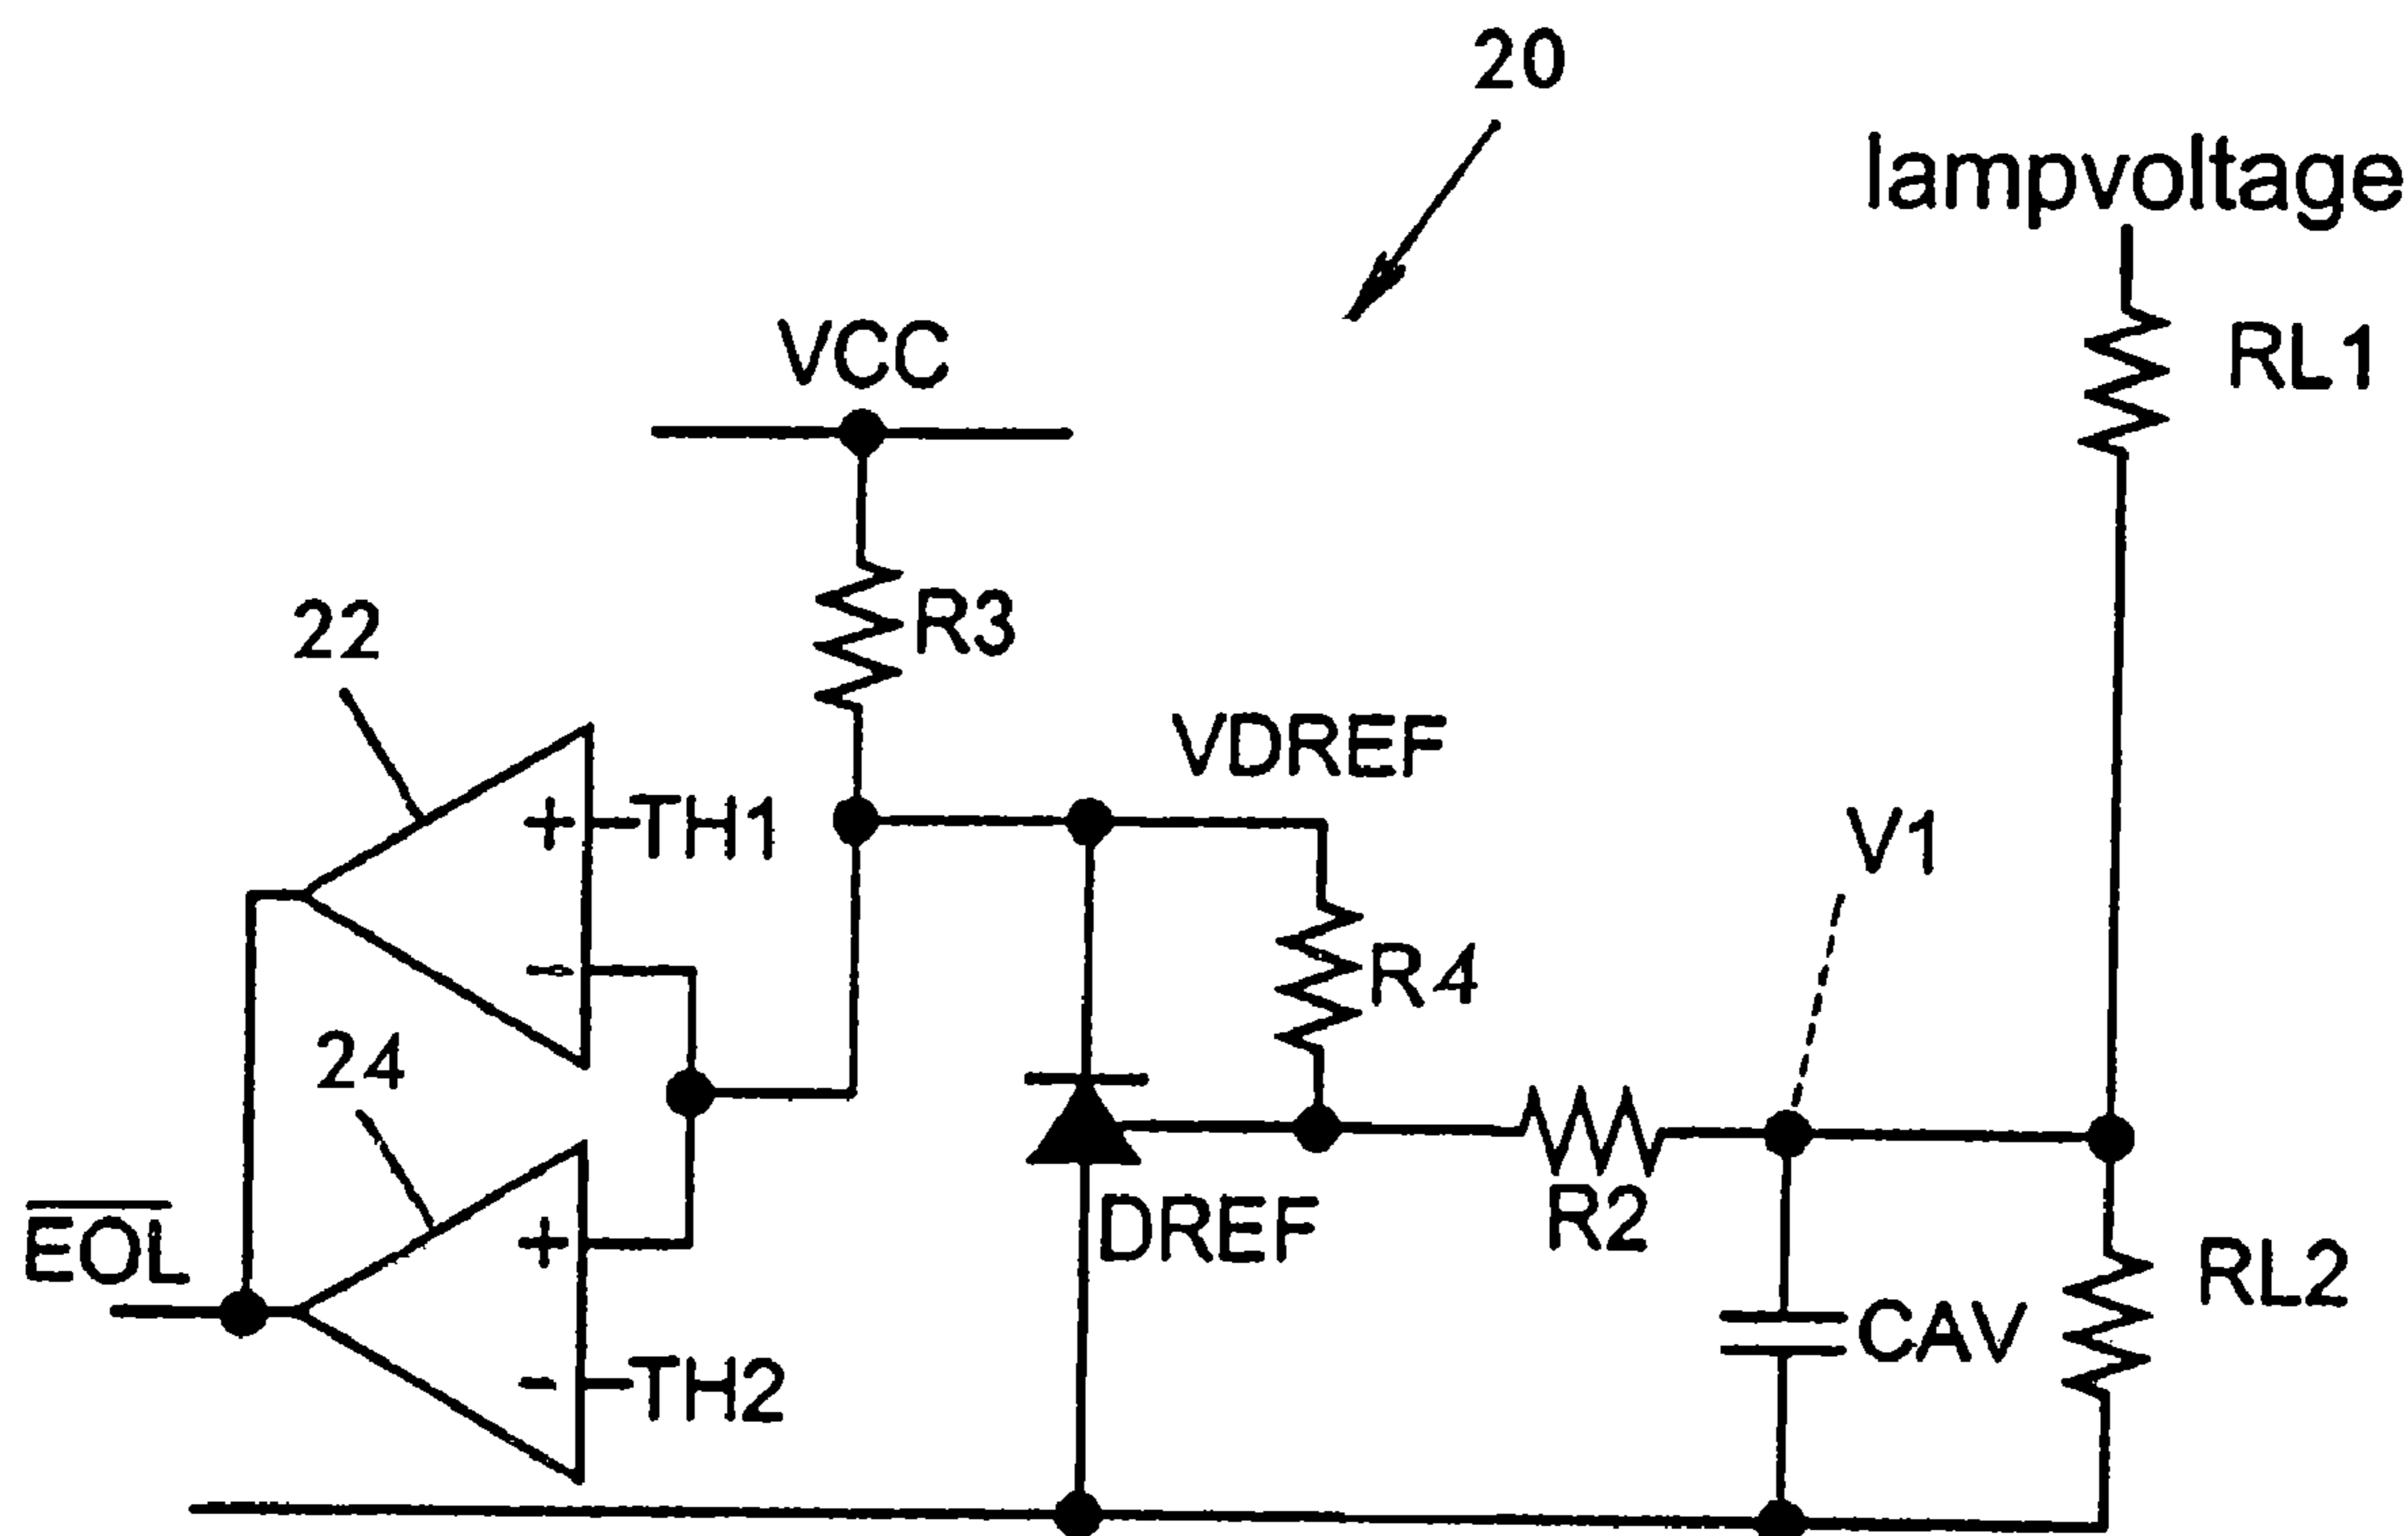 20
lampvoltage
RL1
VCC
R3
22
VDREF
+
TH1
V1
-
R4
24
DREF
R2
+
EOL
RL2
CAV
-
TH2